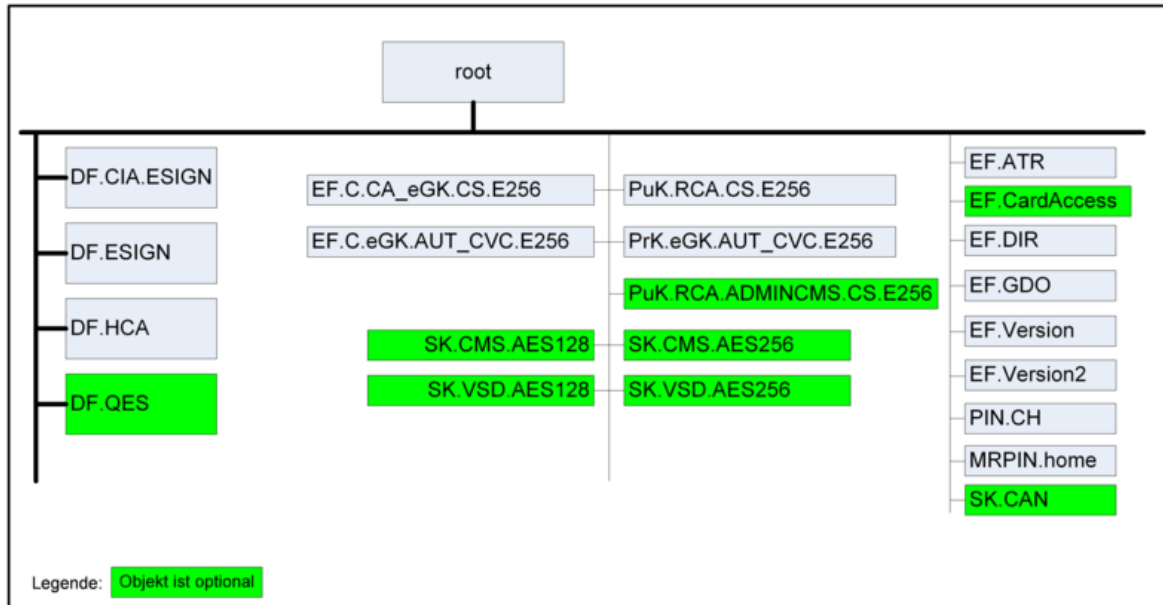 root
DF.CIA.ESIGN
DF.ESIGN
DF.HCA
DF.QES
EF.C.CA_eGK.CS.E256
PuK.RCA.CS.E256
EF.C.eGK.AUT_CVC.E256
PrK.eGK.AUT_CVC.E256
PuK.RCA.ADMINCMS.CS.E256
SK.CMS.AES128
SK.CMS.AES256
SK.VSD.AES128
SK.VSD.AES256
EF.ATR
EF.CardAccess
EF.DIR
EF.GDO
EF.Version
EF.Version2
PIN.CH
MRPIN.home
SK.CAN
Legende: Objekt ist optional